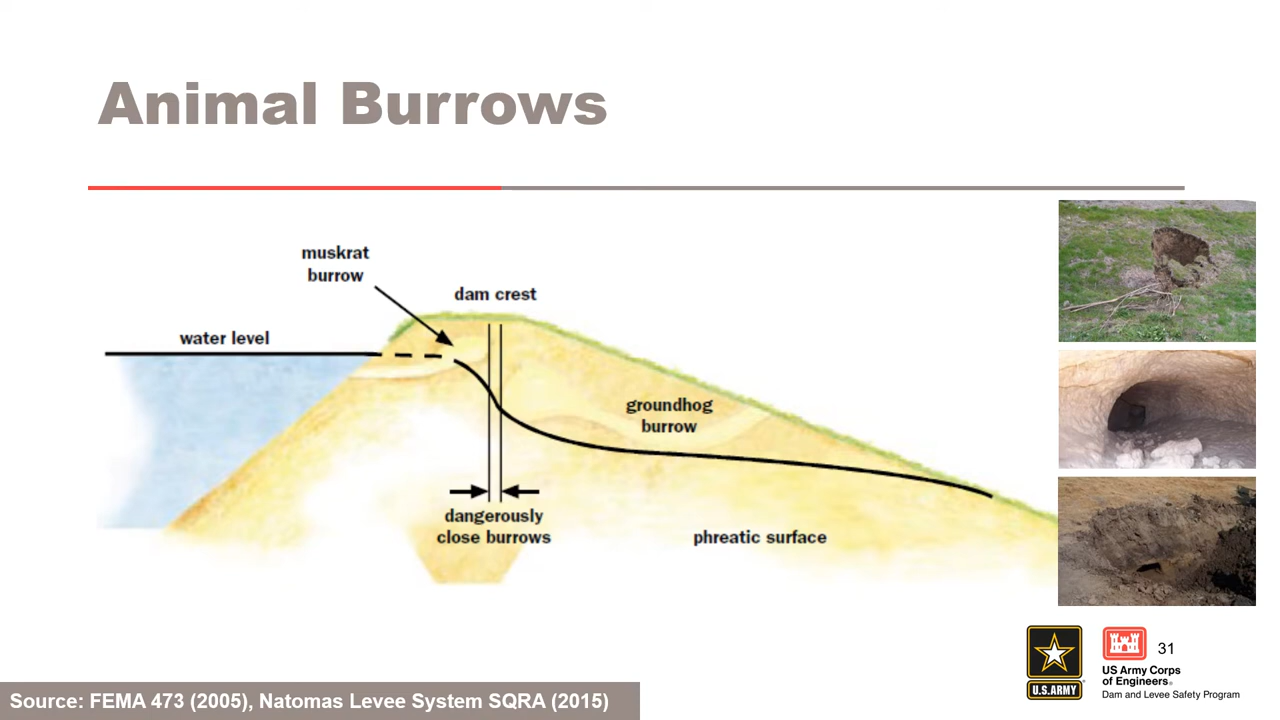 Animal Burrows
muskrat
burrow
dam crest
water level
groundhog
burrow
dangerously
close burrows
phreatic surface
31
U.S.ARMY
US Army Corps
of Engineers®
Dam and Levee Safety Program
Source: FEMA 473 (2005), Natomas Levee System SQRA (2015)